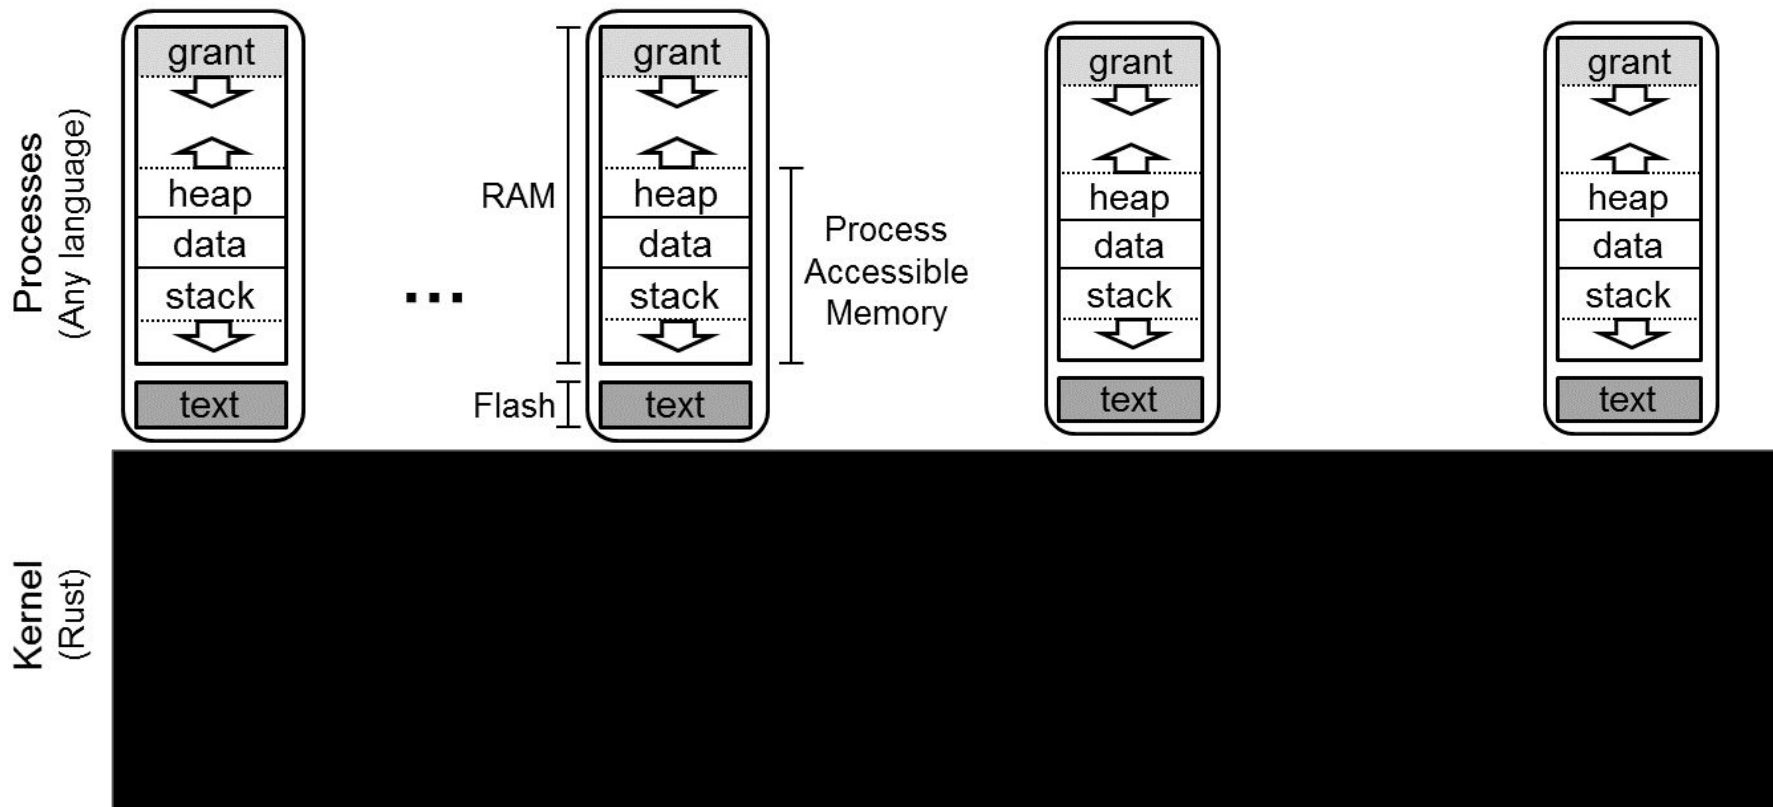 Processes
(Any language)
grant
heap
data
stack
text
...
RAM
Flash
grant
heap
data
stack
text
Process
Accessible
Memory
grant
heap
data
stack
text
grant
heap
data
stack
text
Kernel
(Rust)